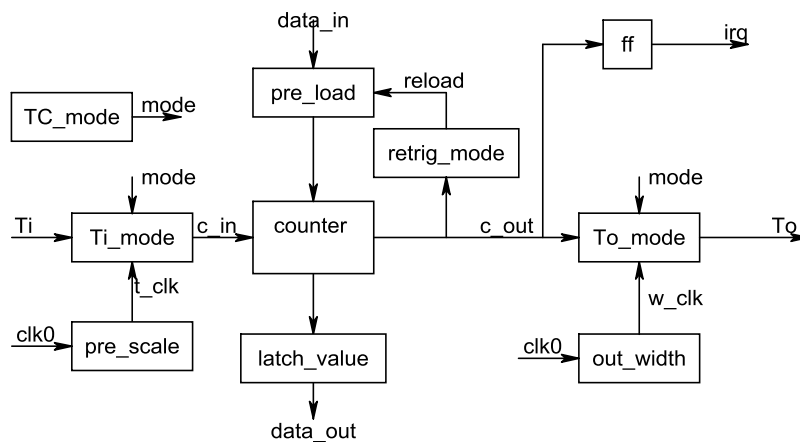 data_in
irq
ff
reload
pre_load
mode
TC_mode
retrig_mode
mode
mode
Ti
c_in
counter
c_out
To
Ti_mode
To_mode
t_clk
w_clk
clk0
clk0
pre_scale
latch_value
out_width
data_out